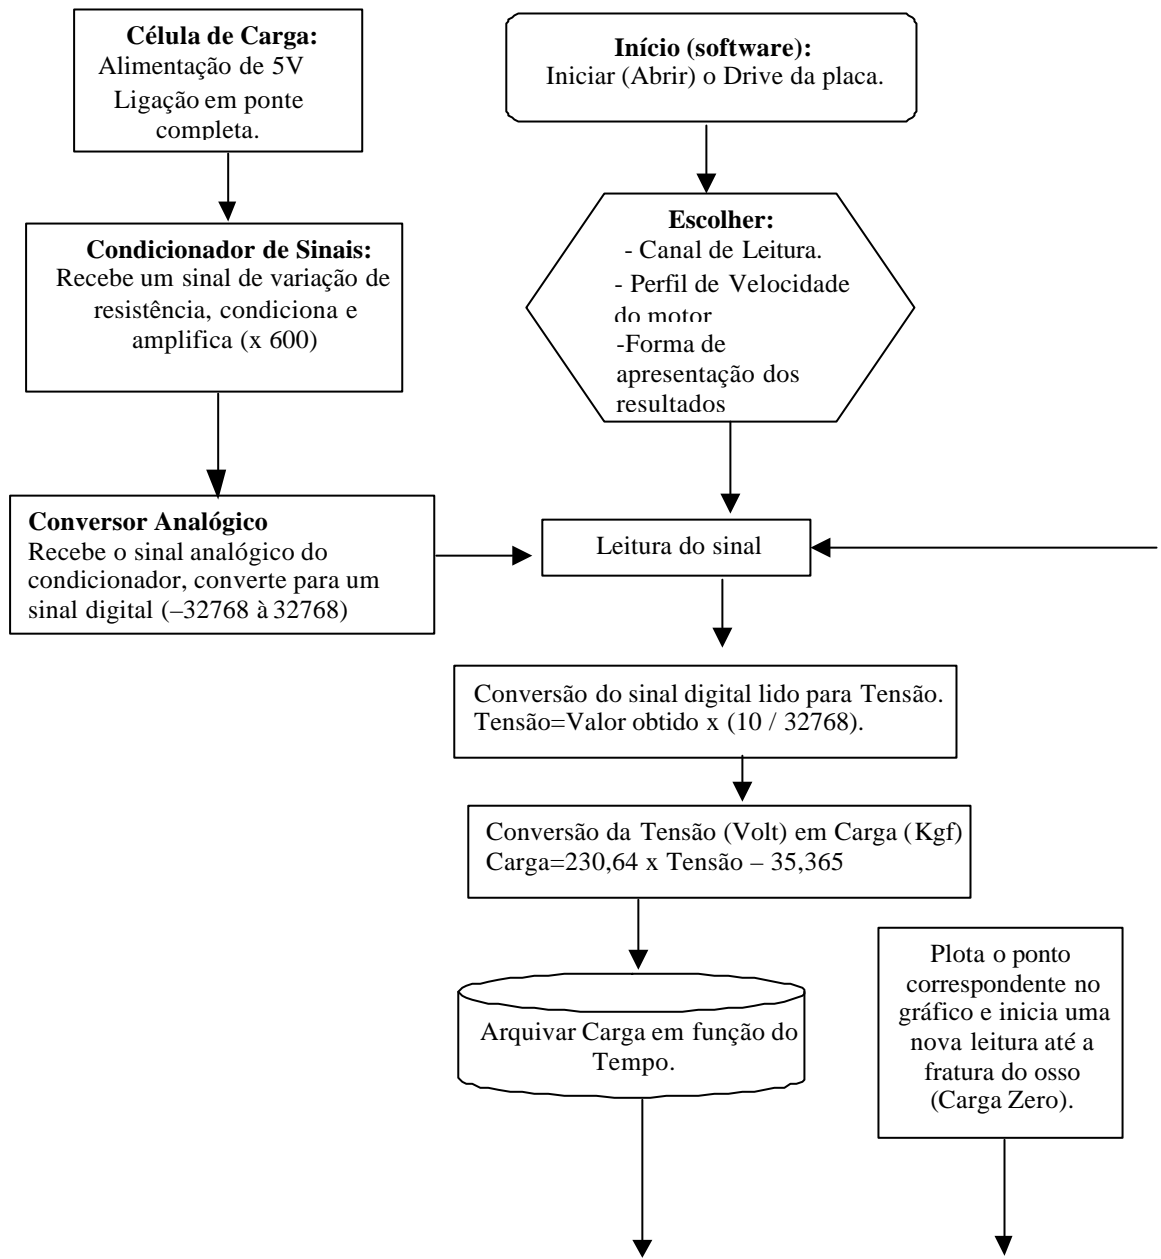 Célula de Carga:
Alimentação de 5V
Ligação em ponte
completa.
Início (software):
Iniciar (Abrir) o Drive da placa.
Condicionador de Sinais:
Recebe um sinal de variação de
resistência, condiciona e
amplifica (x 600)
Escolher:
- Canal de Leitura.
- Perfil de Velocidade
do motor
-Forma de
apresentação dos
resultados
Conversor Analógico
Recebe o sinal analógico do
condicionador, converte para um
sinal digital (–32768 à 32768)
Leitura do sinal
Conversão do sinal digital lido para Tensão.
Tensão=Valor obtido x (10 / 32768).
Conversão da Tensão (Volt) em Carga (Kgf)
Carga=230,64 x Tensão – 35,365
Arquivar Carga em função do
Tempo.
Plota o ponto
correspondente no
gráfico e inicia uma
nova leitura até a
fratura do osso
(Carga Zero).